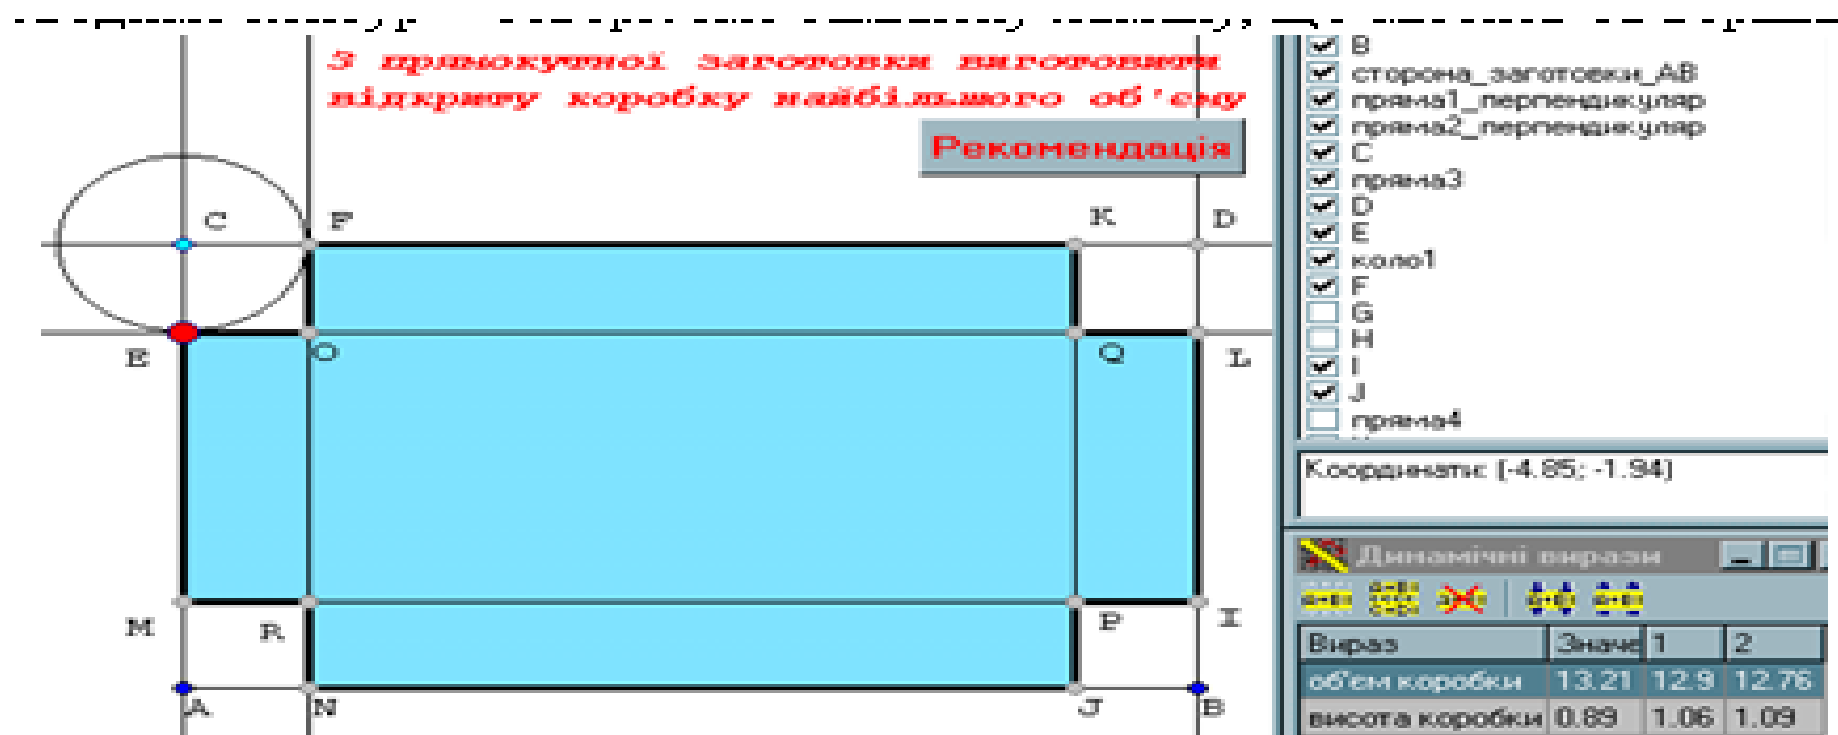 З прямокутної заготовки виготовити
відкриту коробку найбільшого об'єму
Рекомендація
C
F
K
D
E
O
Q
L
M
R
P
I
A
N
J
B
B
сторона_заготовки_AB
пряма1_перпендикуляр
пряма2_перпендикуляр
C
пряма3
D
E
коло1
F
G
H
I
J
пряма4
Координати: (-4.85; -1.94)
Динамічні вирази
Вираз Значе 1 2
об'єм коробки 13.21 12.9 12.76
висота коробки 0.89 1.06 1.09